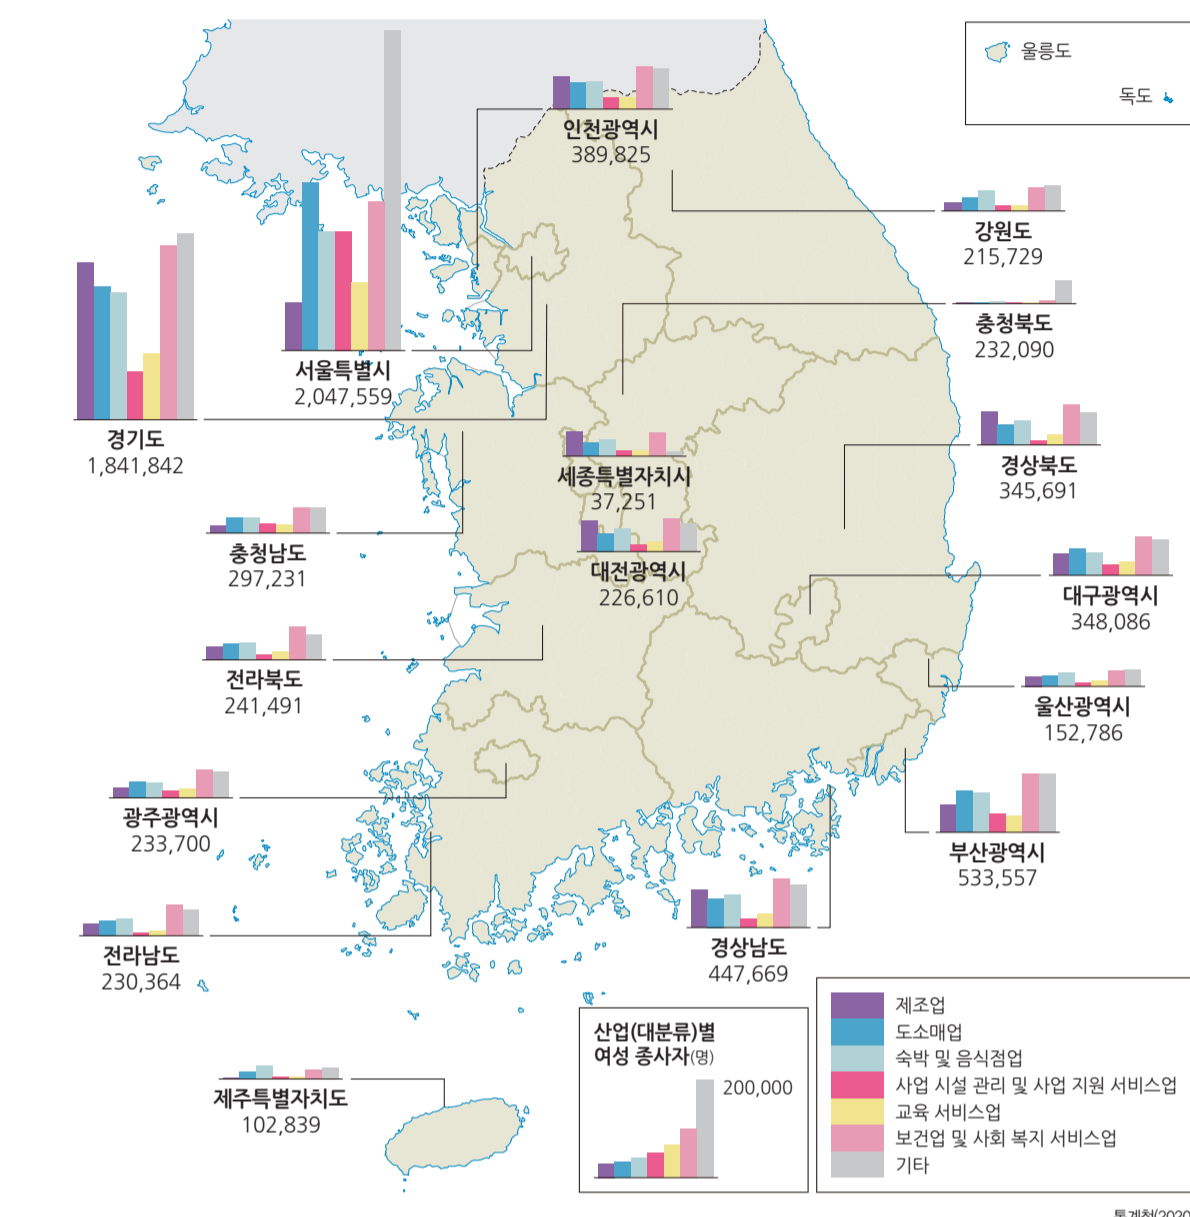 울릉도
독도
인천광역시
389,825
강원도
215,729
충청북도
232,090
서울특별시
2,047,559
경기도
1,841,842
세종특별자치시
37,251
경상북도
345,691
충청남도
297,231
대전광역시
226,610
대구광역시
348,086
전라북도
241,491
울산광역시
152,786
광주광역시
233,700
부산광역시
533,557
전라남도
230,364
경상남도
447,669
제주특별자치도
102,839
산업(대분류)별
여성 종사자(명)
200,000
제조업
도소매업
숙박 및 음식점업
사업 시설 관리 및 사업 지원 서비스업
교육 서비스업
보건업 및 사회 복지 서비스업
기타
통계청(2020